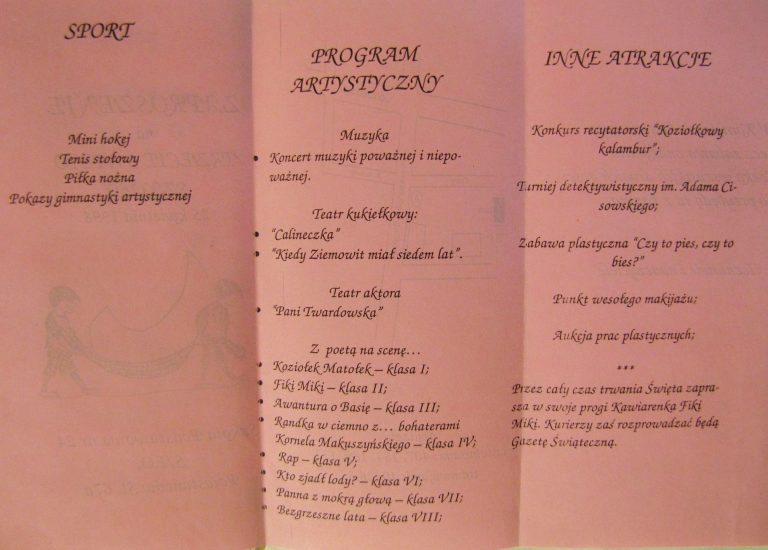 SPORT
Mini hokej
Tenis stołowy
Piłka nożna
Pokazy gimnastyki artystycznej
PROGRAM
ARTYSTYCZNY
Muzyka
• Koncert muzyki poważnej i niepo-
ważnej.
Teatr kukiełkowy:
• "Calineczka"
• "Kiedy Ziemowit miał siedem lat".
Teatr aktora
• "Pani Twardowska"
Z poetą na scenę...
• Koziołek Matołek – klasa I;
• Fiki Miki – klasa II;
• Awantura o Basię – klasa III;
• Randka w ciemno z... bohaterami
Kornela Makuszyńskiego – klasa IV;
• Rap – klasa V;
• Kto zjadł lody? – klasa VI;
• Panna z mokrą głową – klasa VII;
• Bezgrzeszne lata – klasa VIII;
INNE ATRAKCJE
Konkurs recytatorski "Koziołkowy
kalambur";
Turniej detektywistyczny im. Adama Ci-
sowskiego;
Zabawa plastyczna "Czy to pies, czy to
bies?"
Punkt wesołego makijażu;
Aukcja prac plastycznych;
***
Przez cały czas trwania Święta zapra-
sza w swoje progi Kawiarenka Fiki
Miki. Kurierzy zaś rozprowadzać będą
Gazetę Świąteczną.